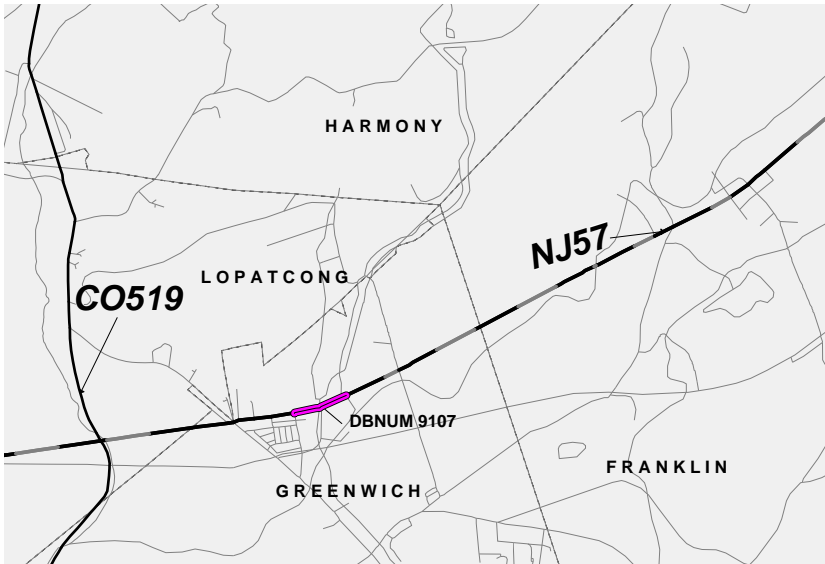 HARMONY
NJ57
LOPATCONG
CO519
DBNUM 9107
FRANKLIN
GREENWICH